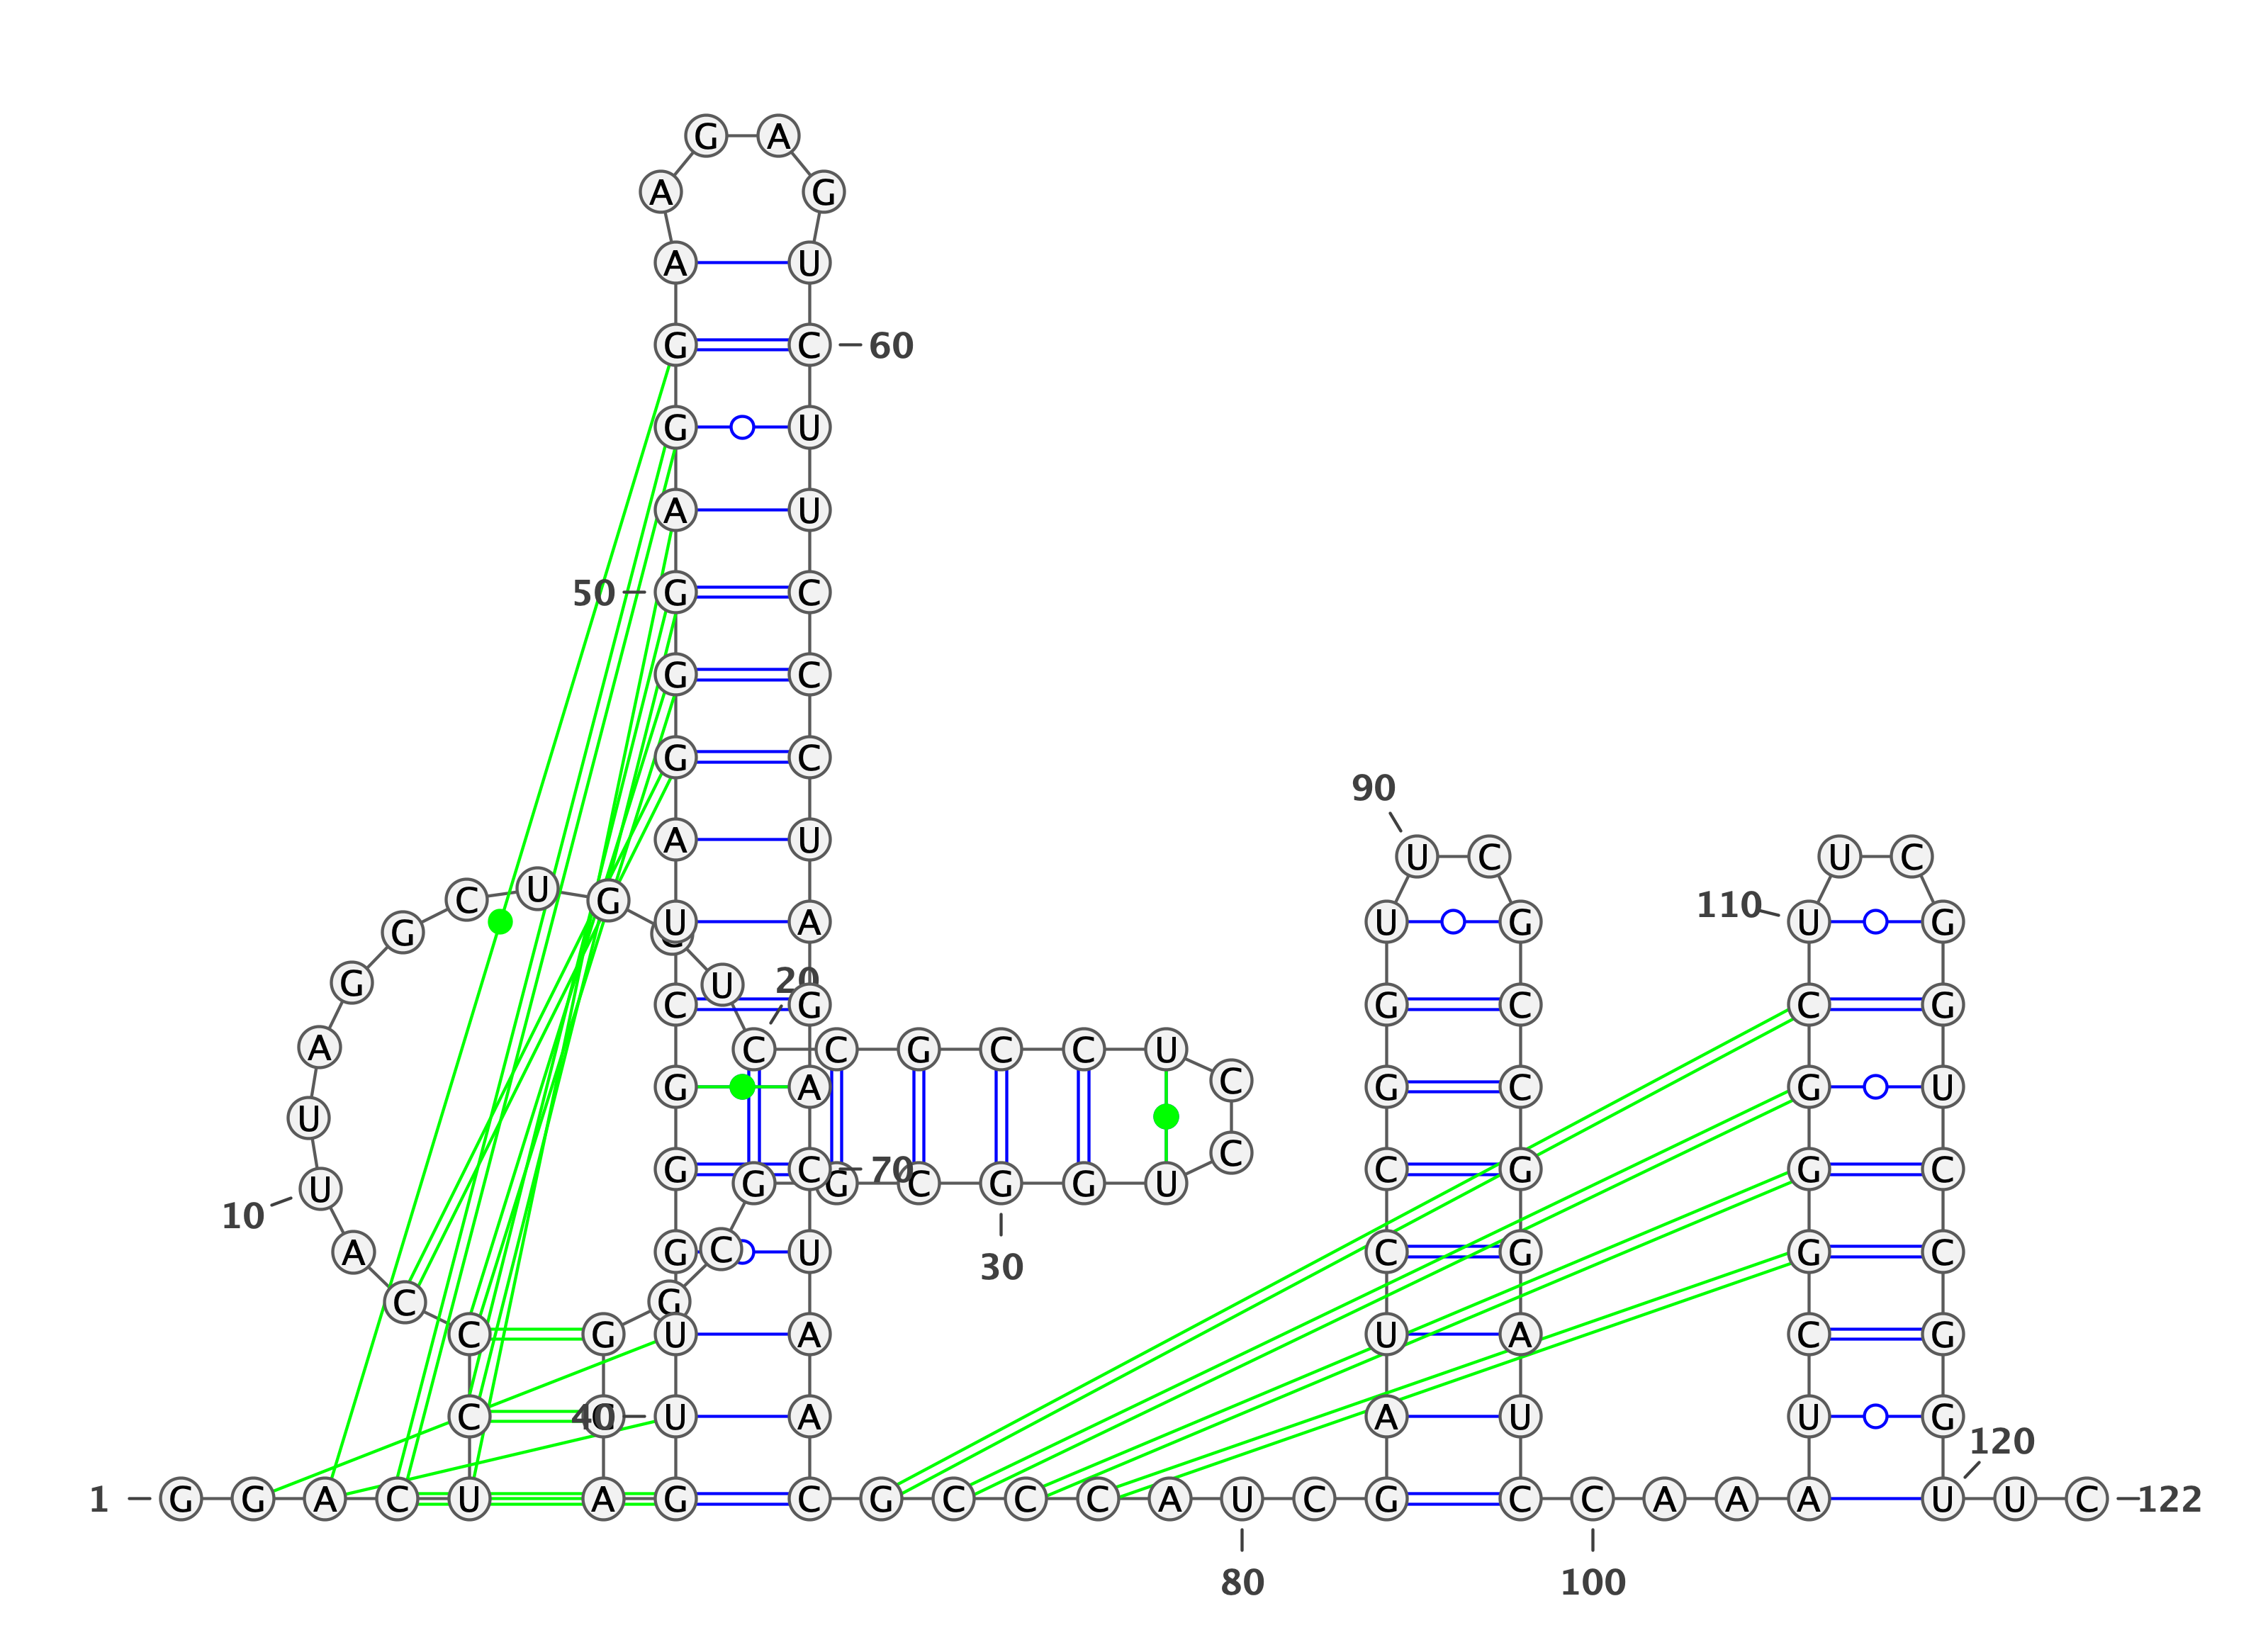 G A
A G
A U
G C 60
G U
A U
50 G C
G C
G C
90
A U
U C U C
C U G 110
G U A U G U G
G U 20
C G G C C G
A C C G C C U
C
G A G C G U
U
C
G C 70 C G G C
U G G C G G U
10
A G C U C G G C
30
C G
C G U A U A C G
C 40 U A A U U G
120
1 G G A C U A G C G C C C A U C G C C A A A A U U C 122
80 100